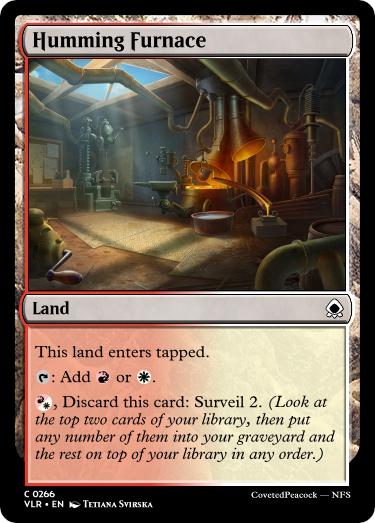 Humming Furnace
Land
This land enters tapped.
: Add or .
, Discard this card: Surveil 2. (Look at
the top two cards of your library, then put
any number of them into your graveyard and
the rest on top of your library in any order.)
C 0266
VLR • EN Tetiana Svirska
CovetedPeacock — NFS